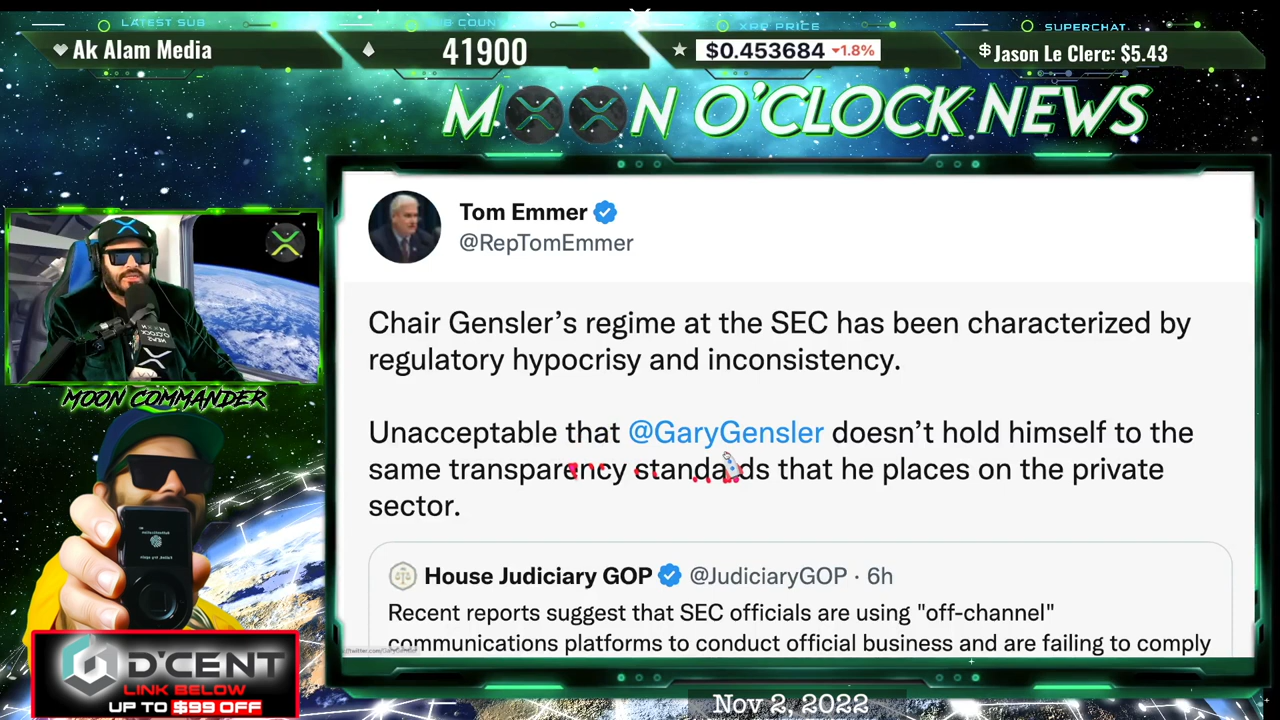 LATEST SUB
SUB COUNT
XRP PRICE
SUPERCHAT
Ak Alam Media
41900
$0.453684 ▾1.8%
$ Jason Le Clerc: $5.43
MOON O'CLOCK NEWS
Tom Emmer
@RepTomEmmer
Chair Gensler's regime at the SEC has been characterized by
regulatory hypocrisy and inconsistency.
Unacceptable that @GaryGensler doesn't hold himself to the
same transparency standards that he places on the private
sector.
House Judiciary GOP @JudiciaryGOP · 6h
Recent reports suggest that SEC officials are using "off-channel"
communications platforms to conduct official business and are failing to comply
MOON COMMANDER
D'CENT
LINK BELOW
UP TO $99 OFF
Nov 2, 2022